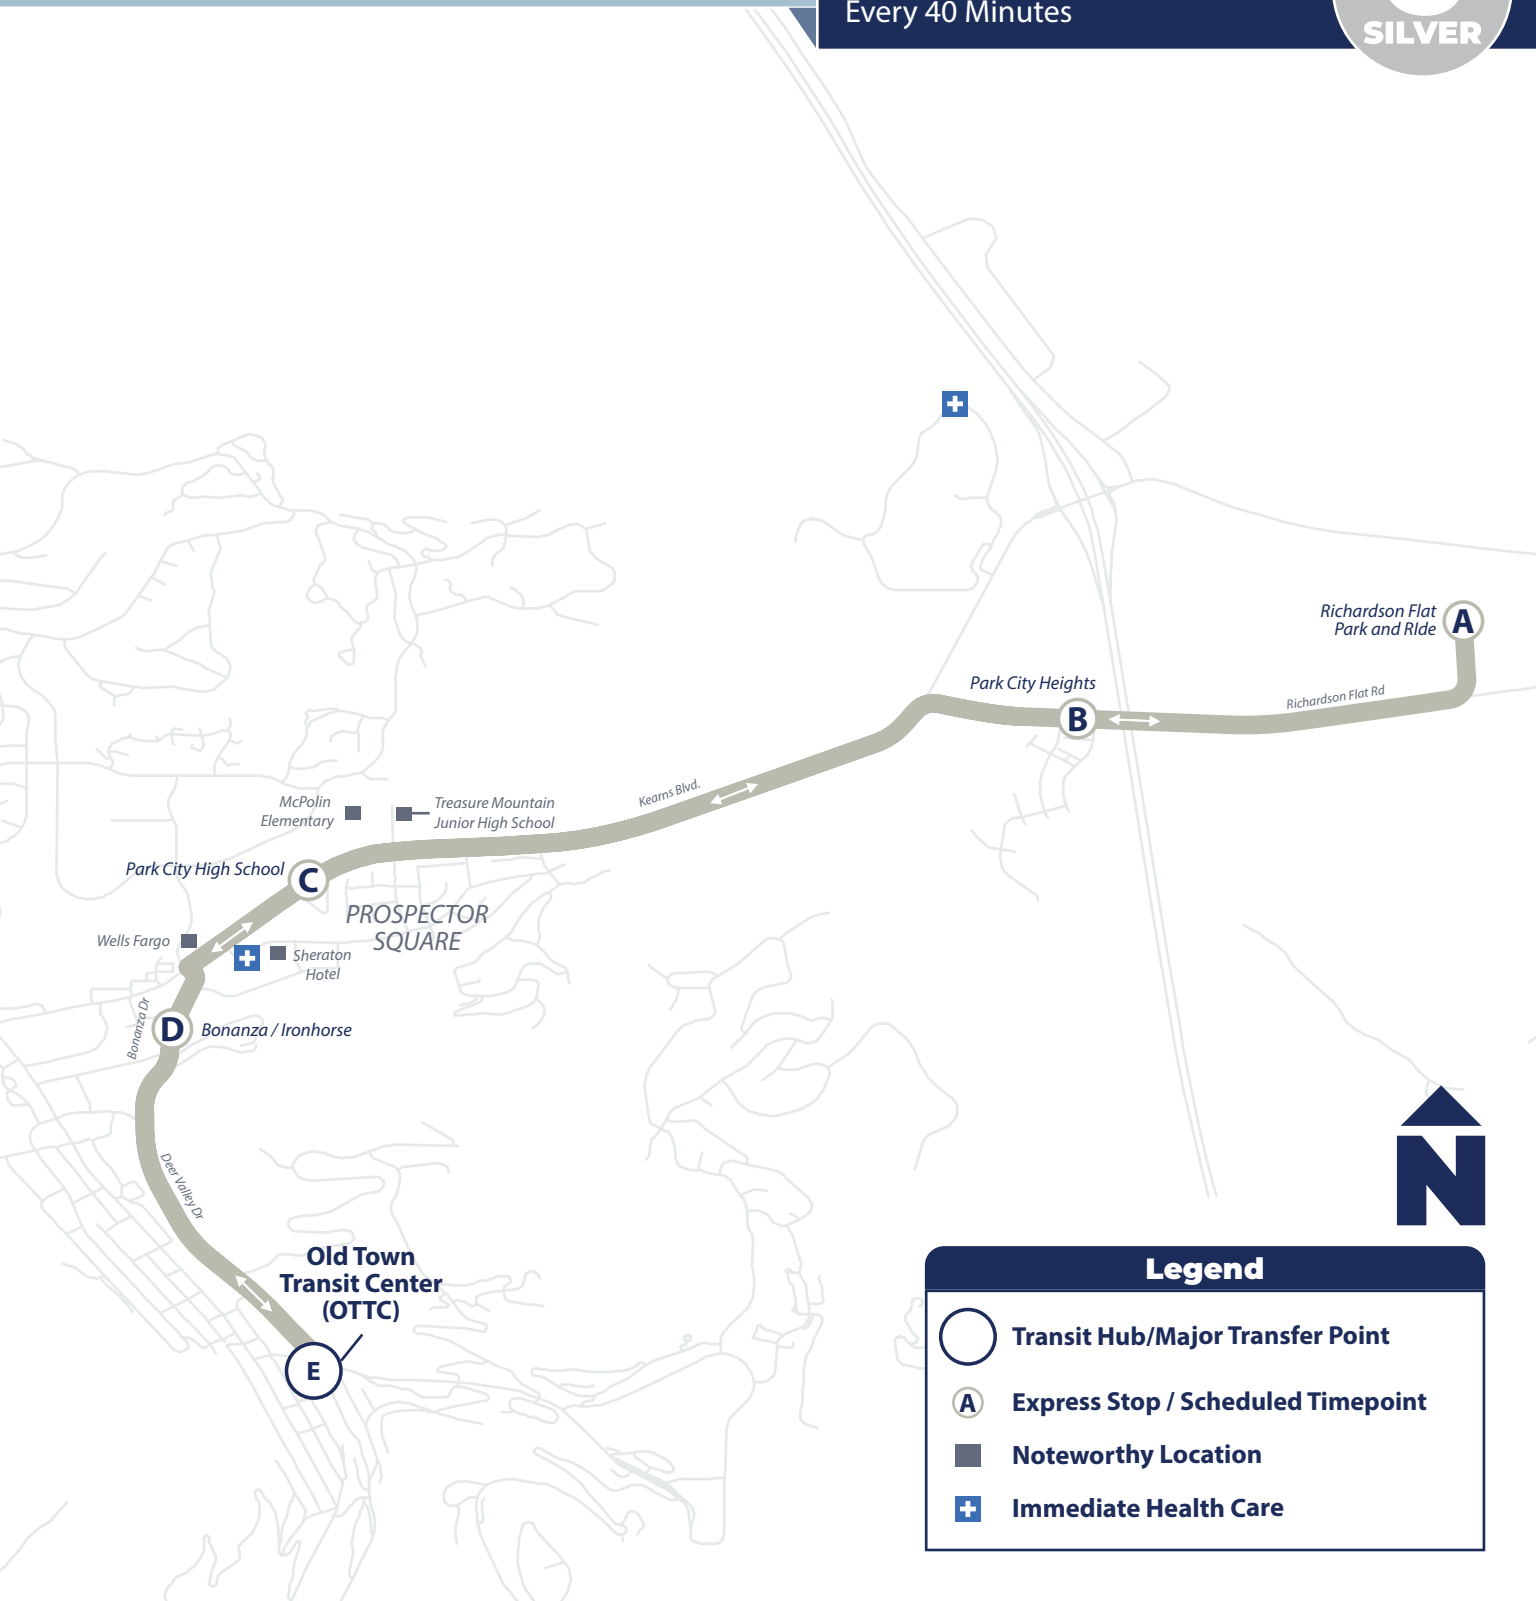 Every 40 Minutes
SILVER
Richardson Flat
Park and RIde
A
Park City Heights
B
Richardson Flat Rd
Kearns Blvd.
McPolin
Elementary
Treasure Mountain
Junior High School
Park City High School
C
PROSPECTOR
SQUARE
Wells Fargo
Sheraton
Hotel
Bonanza Dr
D
Bonanza / Ironhorse
Deer Valley Dr
Old Town
Transit Center
(OTTC)
E
N
Legend
Transit Hub/Major Transfer Point
A
Express Stop / Scheduled Timepoint
Noteworthy Location
Immediate Health Care